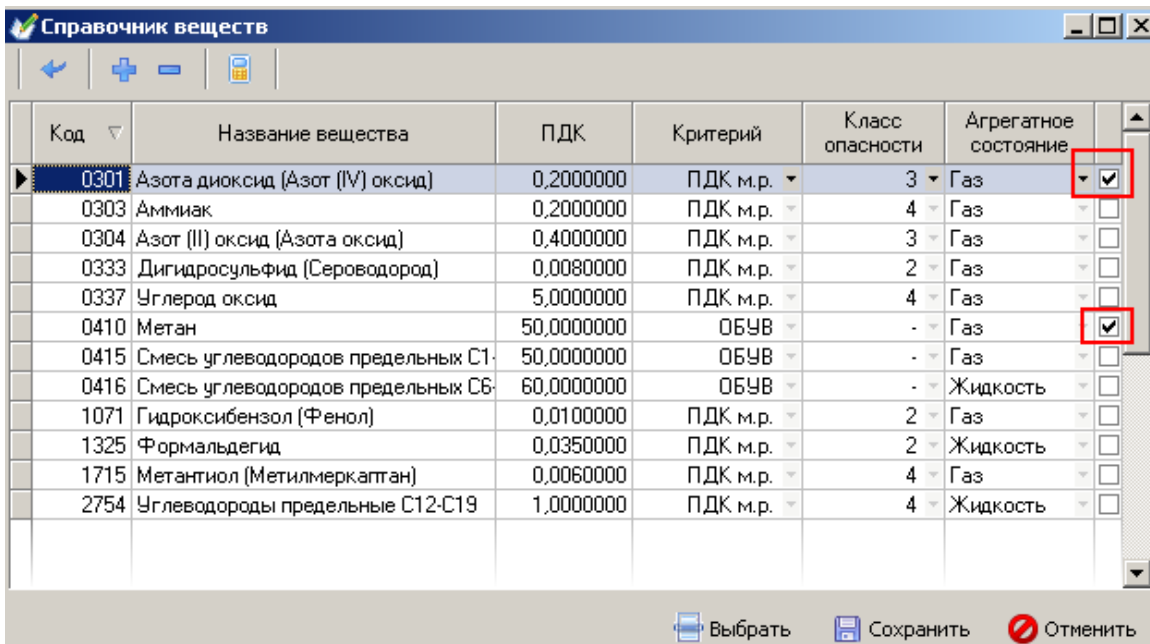 Справочник веществ
Код Название вещества ПДК Критерий Класс опасности Агрегатное состояние
0301 Азота диоксид (Азот (IV) оксид) 0,2000000 ПДК м.р. 3 Газ
0303 Аммиак 0,2000000 ПДК м.р. 4 Газ
0304 Азот (II) оксид (Азота оксид) 0,4000000 ПДК м.р. 3 Газ
0333 Дигидросульфид (Сероводород) 0,0080000 ПДК м.р. 2 Газ
0337 Углерод оксид 5,0000000 ПДК м.р. 4 Газ
0410 Метан 50,0000000 ОБУВ - Газ
0415 Смесь углеводородов предельных С1- 50,0000000 ОБУВ - Газ
0416 Смесь углеводородов предельных С6- 60,0000000 ОБУВ - Жидкость
1071 Гидроксибензол (Фенол) 0,0100000 ПДК м.р. 2 Газ
1325 Формальдегид 0,0350000 ПДК м.р. 2 Жидкость
1715 Метантиол (Метилмеркаптан) 0,0060000 ПДК м.р. 4 Газ
2754 Углеводороды предельные С12-С19 1,0000000 ПДК м.р. 4 Жидкость
Выбрать Сохранить Отменить